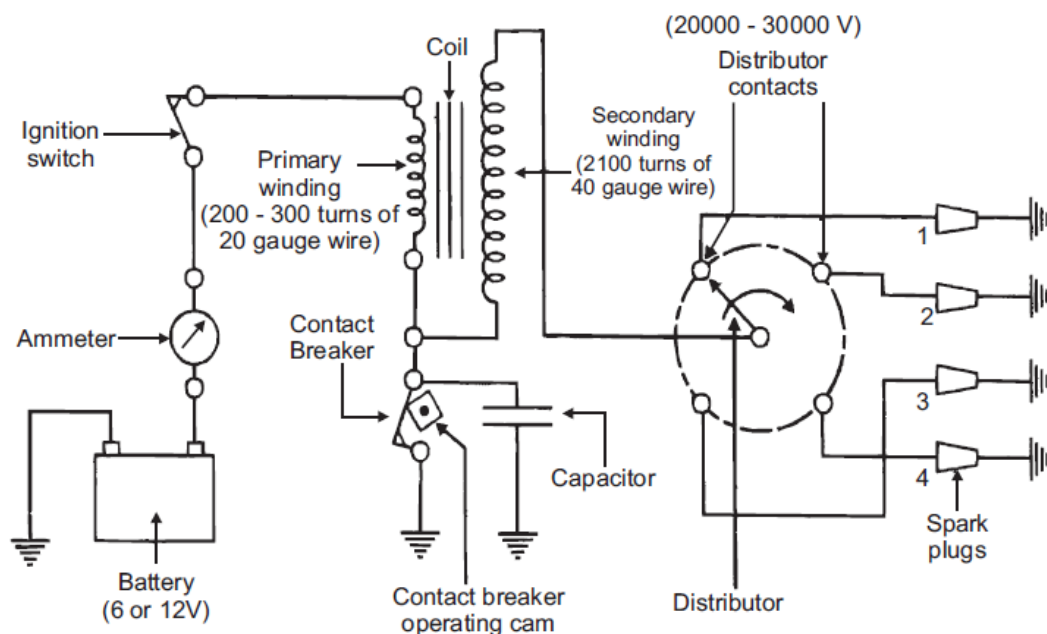 (20000 - 30000 V)
Distributor
contacts
Coil
Ignition
switch
Primary
winding
(200 - 300 turns of
20 gauge wire)
Secondary
winding
(2100 turns of
40 gauge wire)
1
2
3
4
Ammeter
Contact
Breaker
Capacitor
Spark
plugs
Battery
(6 or 12V)
Contact breaker
operating cam
Distributor